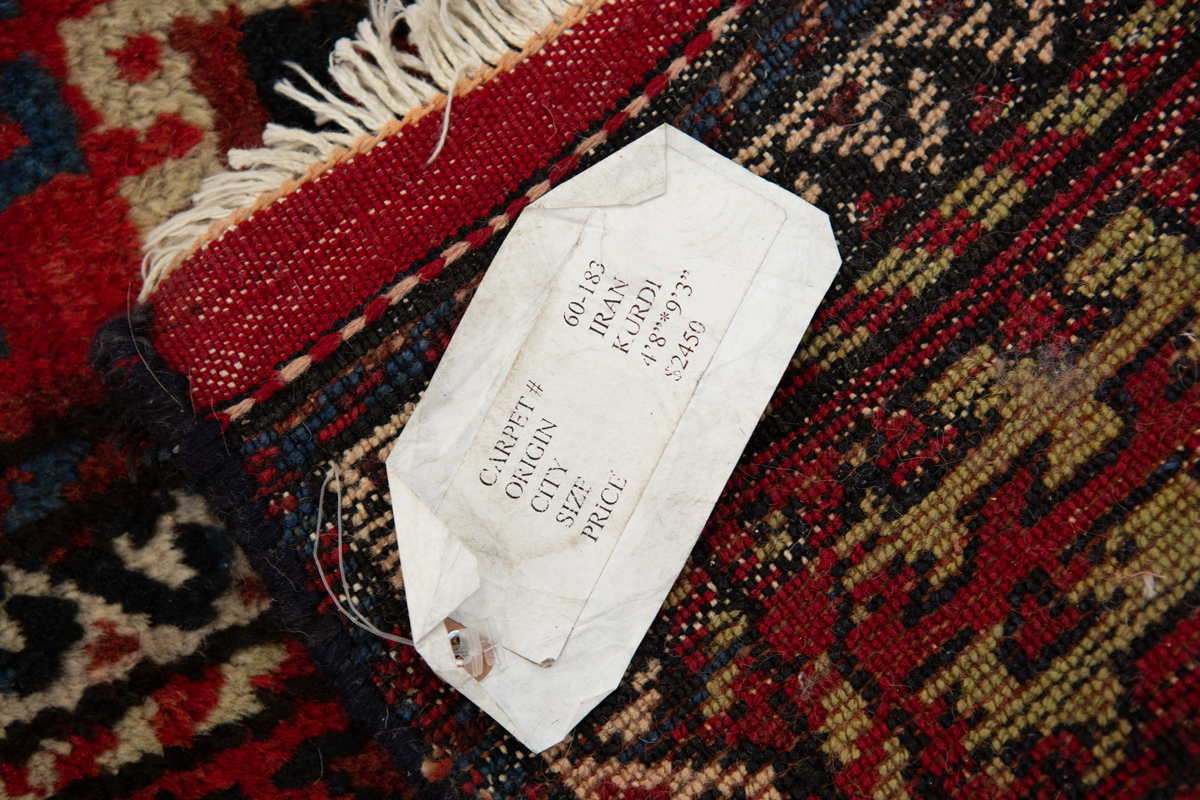 CARPET # 60-183
ORIGIN IRAN
CITY KURDI
SIZE 4'8"*9'3"
PRICE $2450